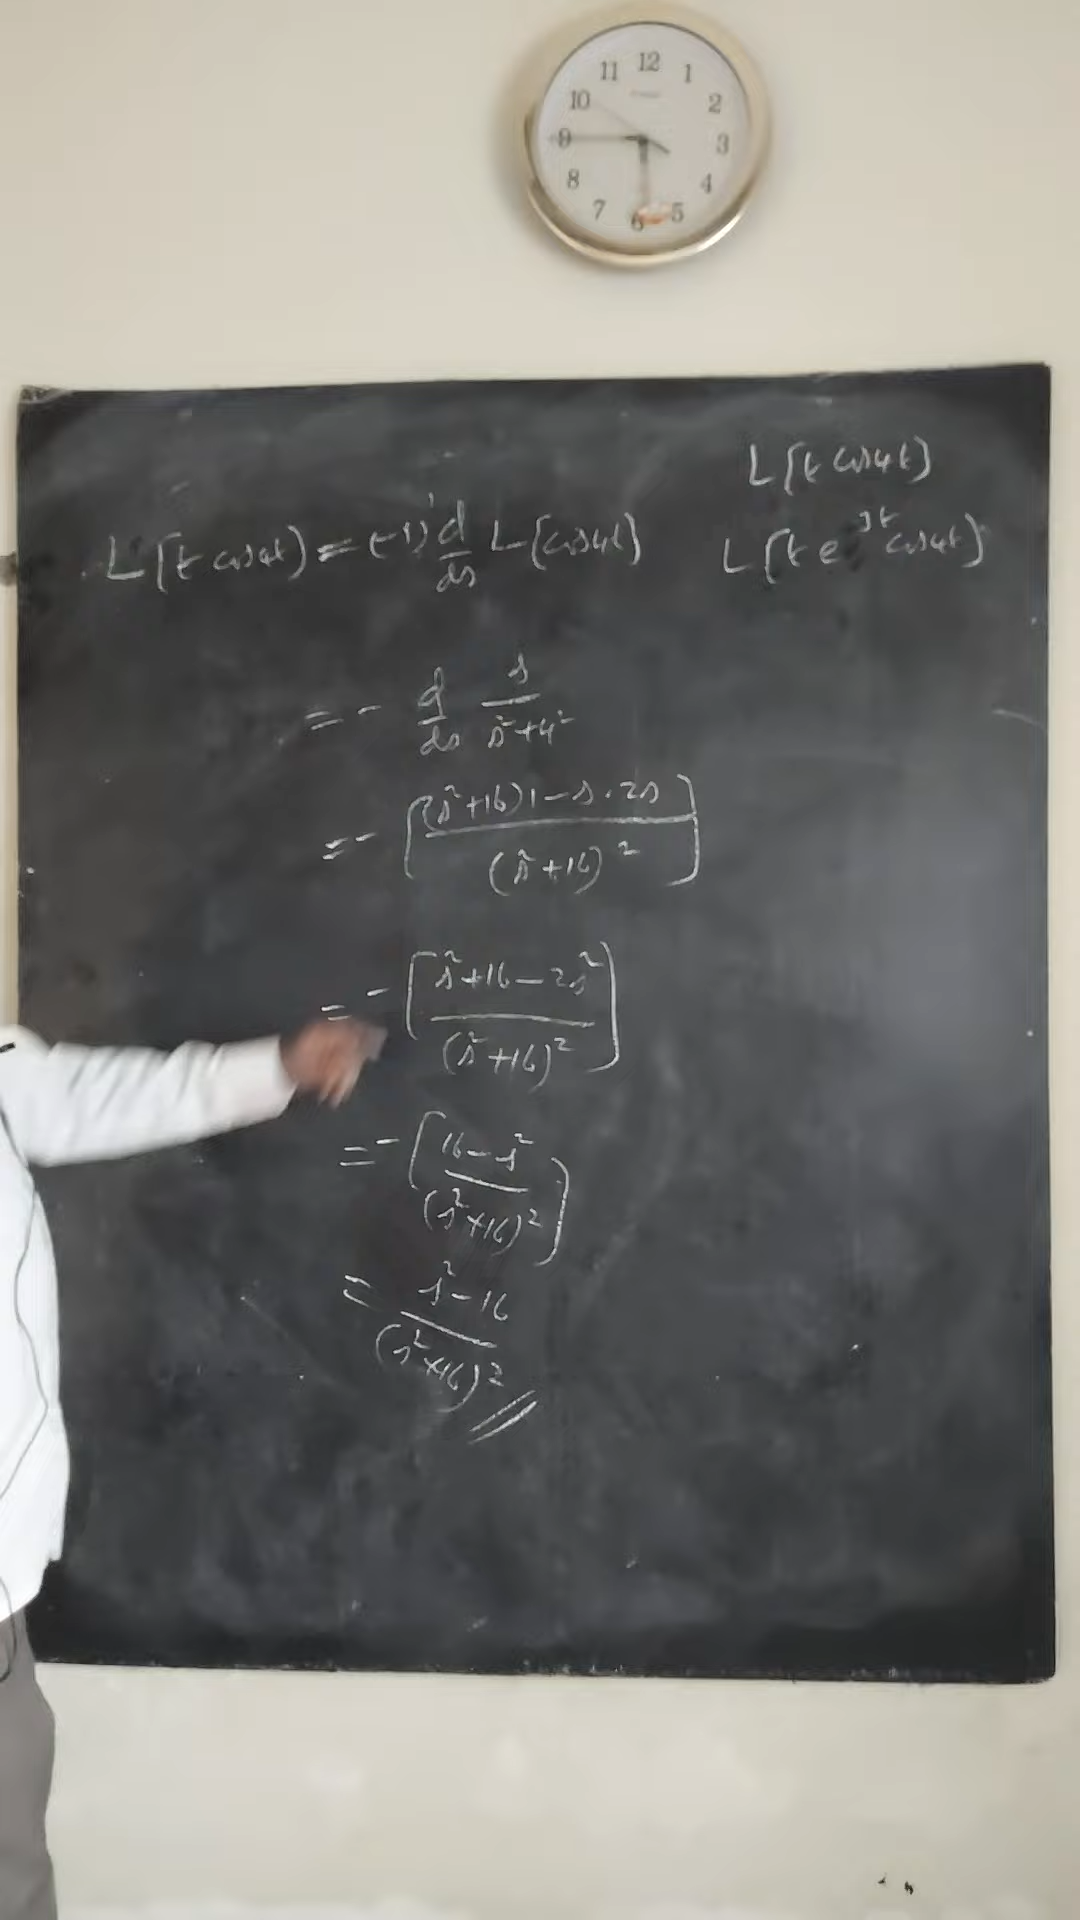 12
11 1
10 2
9 3
8 4
7 5
6
L[t cos4t]
L[t e^3t cos4t]
L[t cos4t] = (-1)^1 d/ds L[cos4t]
= - d/ds s/s²+4²
= - [(s²+16)1-s.2s/(s²+16)²]
= - [s²+16-2s²/(s²+16)²]
= - [16-s²/(s²+16)²]
= s²-16/(s²+16)²